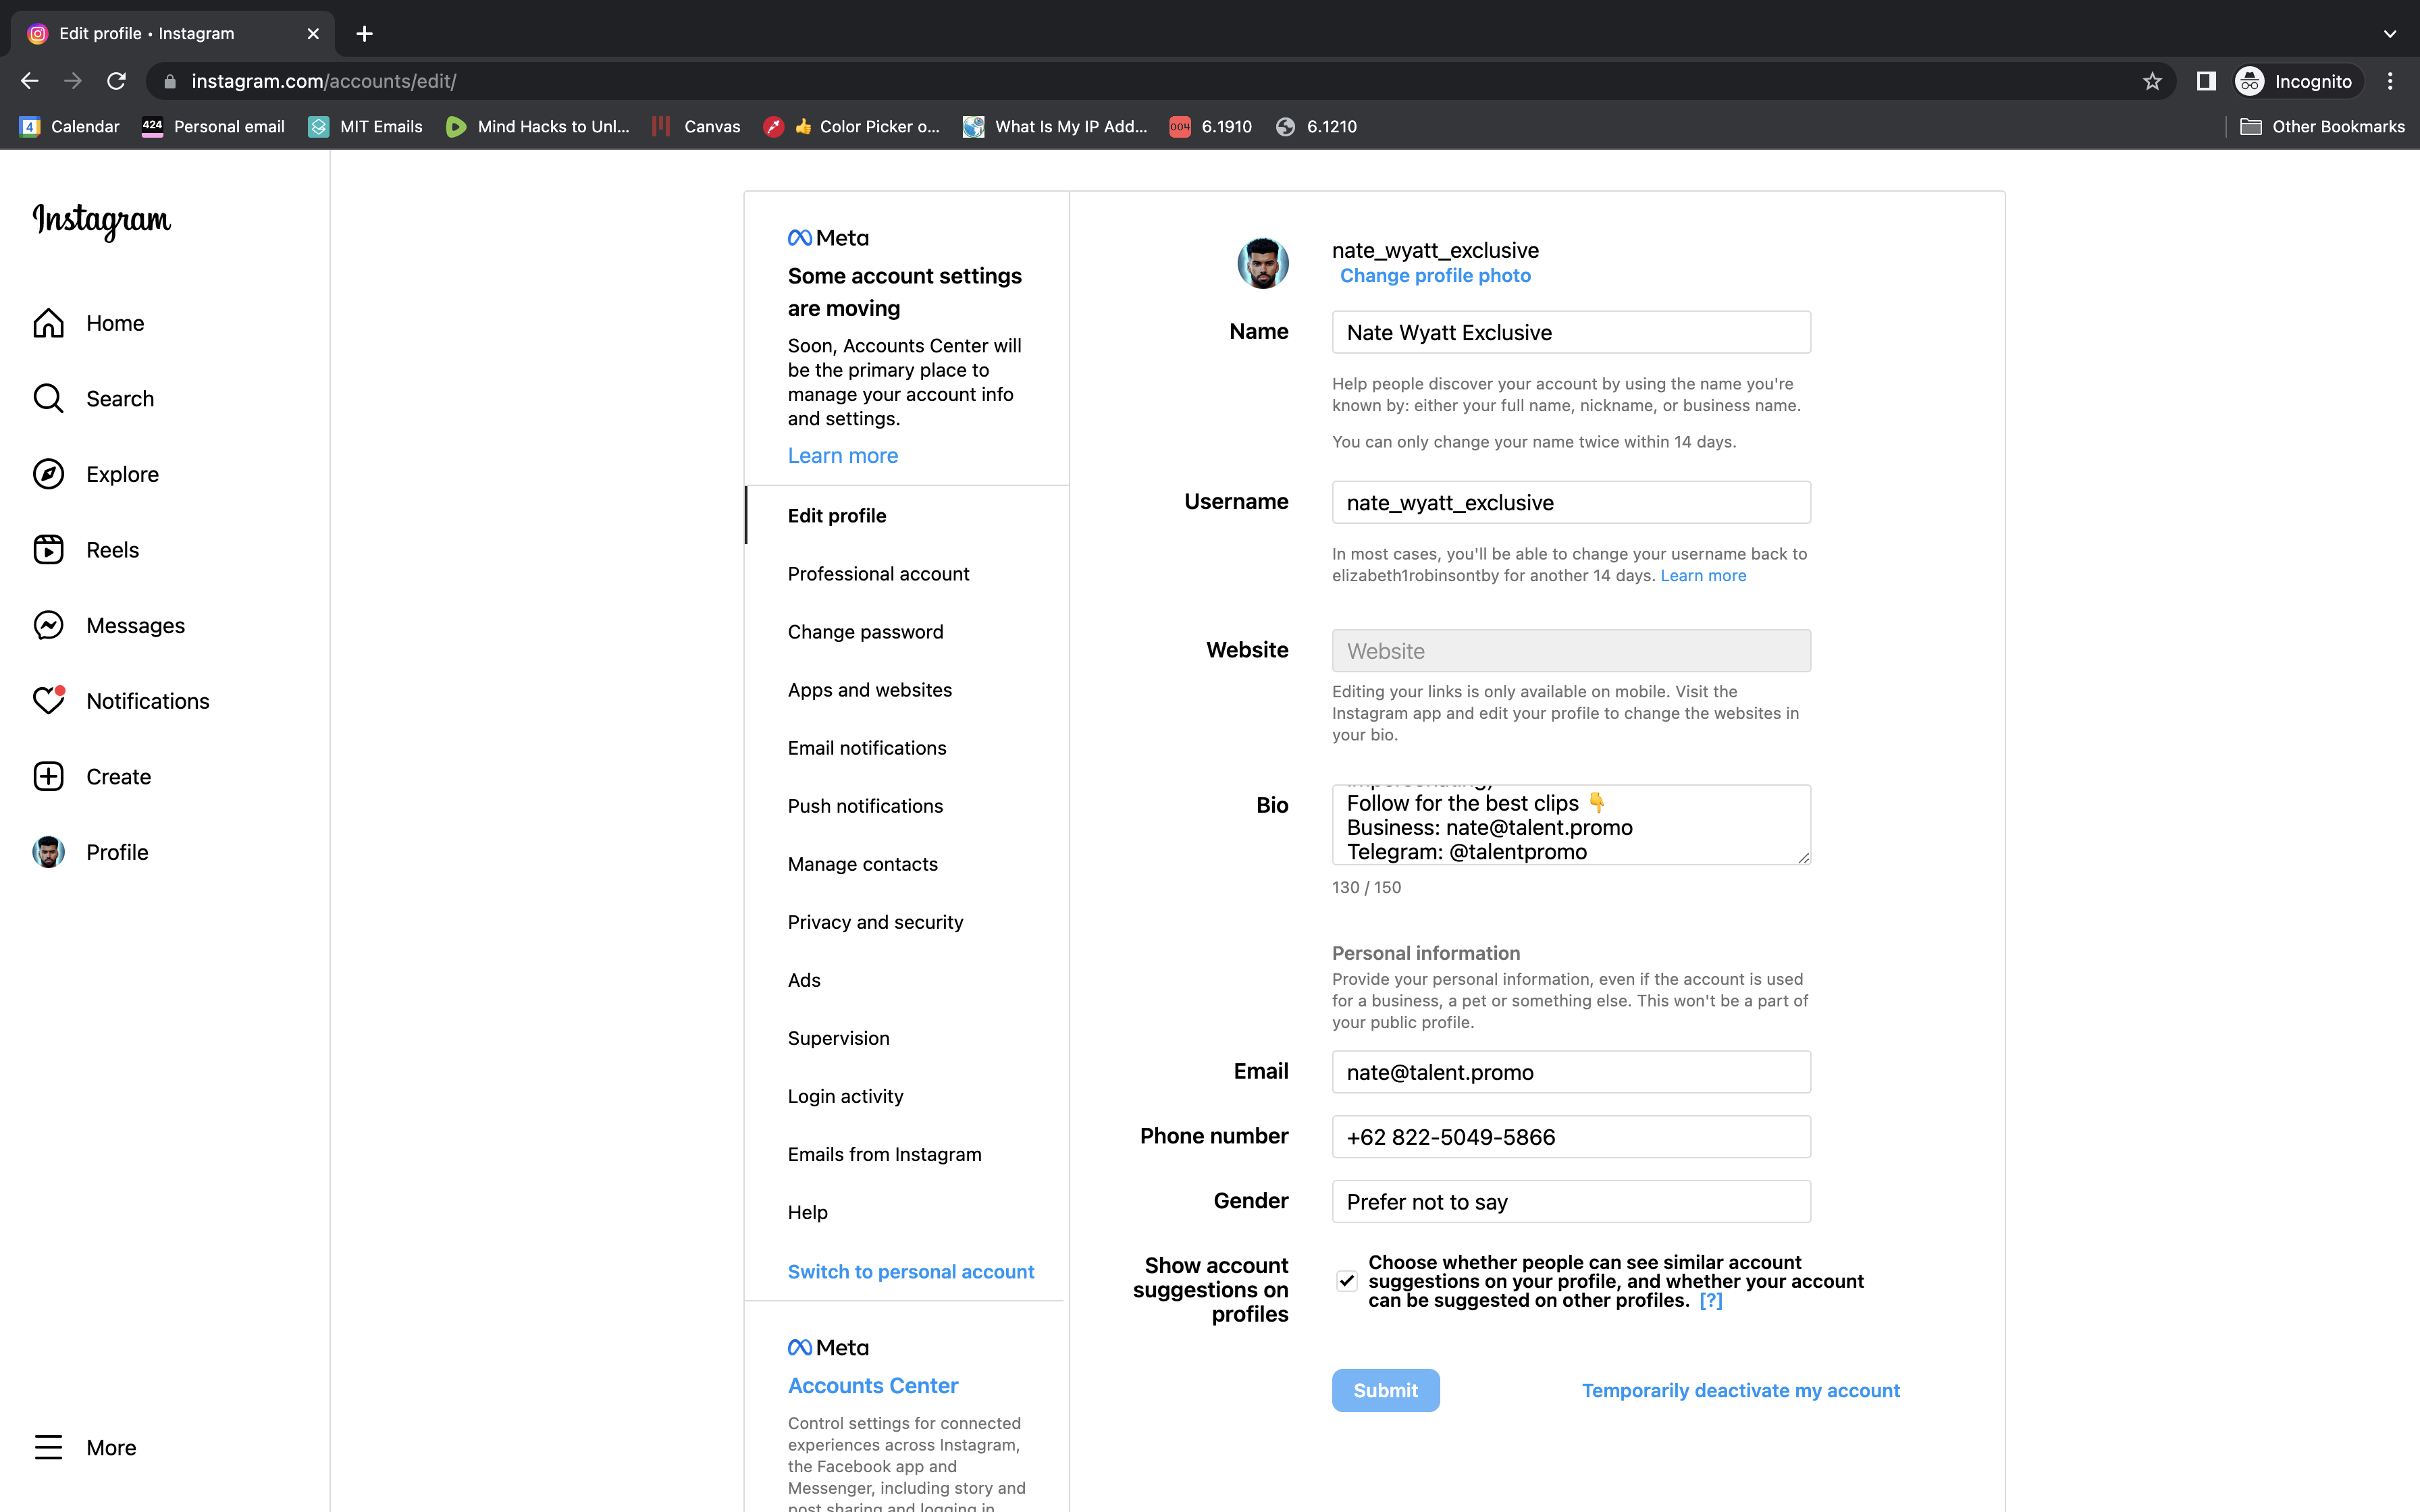 Edit profile • Instagram
instagram.com/accounts/edit/
Incognito
4 Calendar
424 Personal email
MIT Emails
Mind Hacks to Unl...
Canvas
👍 Color Picker o...
What Is My IP Add...
004 6.1910
6.1210
Other Bookmarks
Instagram
Home
Search
Explore
Reels
Messages
Notifications
Create
Profile
More
Meta
Some account settings
are moving
Soon, Accounts Center will
be the primary place to
manage your account info
and settings.
Learn more
Edit profile
Professional account
Change password
Apps and websites
Email notifications
Push notifications
Manage contacts
Privacy and security
Ads
Supervision
Login activity
Emails from Instagram
Help
Switch to personal account
Meta
Accounts Center
Control settings for connected
experiences across Instagram,
the Facebook app and
Messenger, including story and
post sharing and logging in.
nate_wyatt_exclusive
Change profile photo
Name
Nate Wyatt Exclusive
Help people discover your account by using the name you're
known by: either your full name, nickname, or business name.
You can only change your name twice within 14 days.
Username
nate_wyatt_exclusive
In most cases, you'll be able to change your username back to
elizabeth1robinsontby for another 14 days. Learn more
Website
Website
Editing your links is only available on mobile. Visit the
Instagram app and edit your profile to change the websites in
your bio.
Bio
Follow for the best clips 👇
Business: nate@talent.promo
Telegram: @talentpromo
130 / 150
Personal information
Provide your personal information, even if the account is used
for a business, a pet or something else. This won't be a part of
your public profile.
Email
nate@talent.promo
Phone number
+62 822-5049-5866
Gender
Prefer not to say
Show account
suggestions on
profiles
Choose whether people can see similar account
suggestions on your profile, and whether your account
can be suggested on other profiles. [?]
Submit
Temporarily deactivate my account